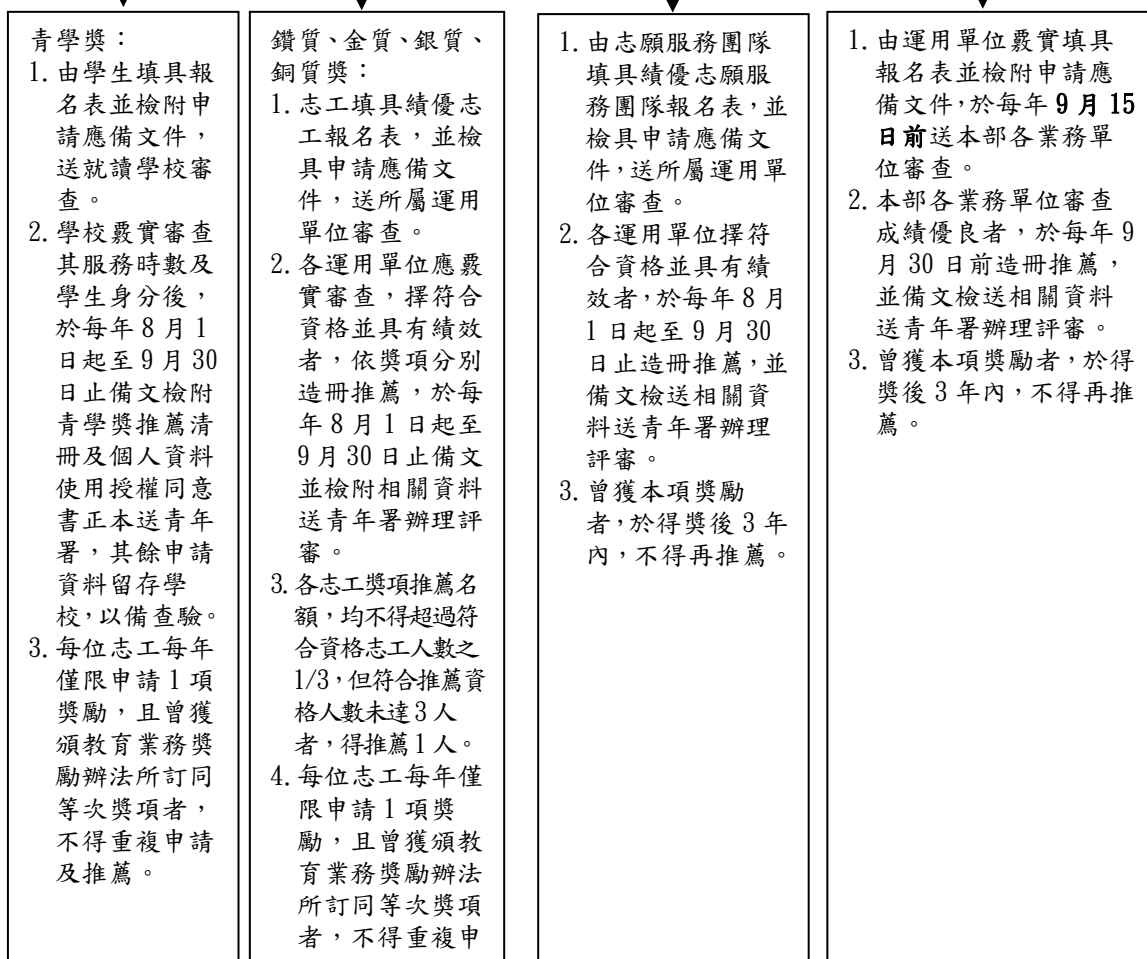 青學獎：
1.由學生填具報
名表並檢附申
請應備文件，
送就讀學校審
查。
2.學校覈實審查
其服務時數及
學生身分後，
於每年 8 月 1
日起至 9 月 30
日止備文檢附
青學獎推薦清
冊及個人資料
使用授權同意
書正本送青年
署，其餘申請
資料留存學
校，以備查驗。
3.每位志工每年
僅限申請 1 項
獎勵，且曾獲
頒教育業務獎
勵辦法所訂同
等次獎項者，
不得重複申請
及推薦。
鑽質、金質、銀質、
銅質獎：
1.志工填具績優志
工報名表，並檢
具申請應備文
件，送所屬運用
單位審查。
2.各運用單位應覈
實審查，擇符合
資格並具有績效
者，依獎項分別
造冊推薦，於每
年 8 月 1 日起至
9 月 30 日止備文
並檢附相關資料
送青年署辦理評
審。
3.各志工獎項推薦名
額，均不得超過符
合資格志工人數之
1/3，但符合推薦資
格人數未達 3 人
者，得推薦 1 人。
4.每位志工每年僅
限申請 1 項獎
勵，且曾獲頒教
育業務獎勵辦法
所訂同等次獎項
者，不得重複申
1.由志願服務團隊
填具績優志願服
務團隊報名表，並
檢具申請應備文
件，送所屬運用單
位審查。
2.各運用單位擇符
合資格並具有績
效者，於每年 8 月
1 日起至 9 月 30
日止造冊推薦，並
備文檢送相關資
料送青年署辦理
評審。
3.曾獲本項獎勵
者，於得獎後 3 年
內，不得再推薦。
1.由運用單位覈實填具
報名表並檢附申請應
備文件，於每年 9 月 15
日前送本部各業務單
位審查。
2.本部各業務單位審查
成績優良者，於每年 9
月 30 日前造冊推薦，
並備文檢送相關資料
送青年署辦理評審。
3.曾獲本項獎勵者，於得
獎後 3 年內，不得再推
薦。